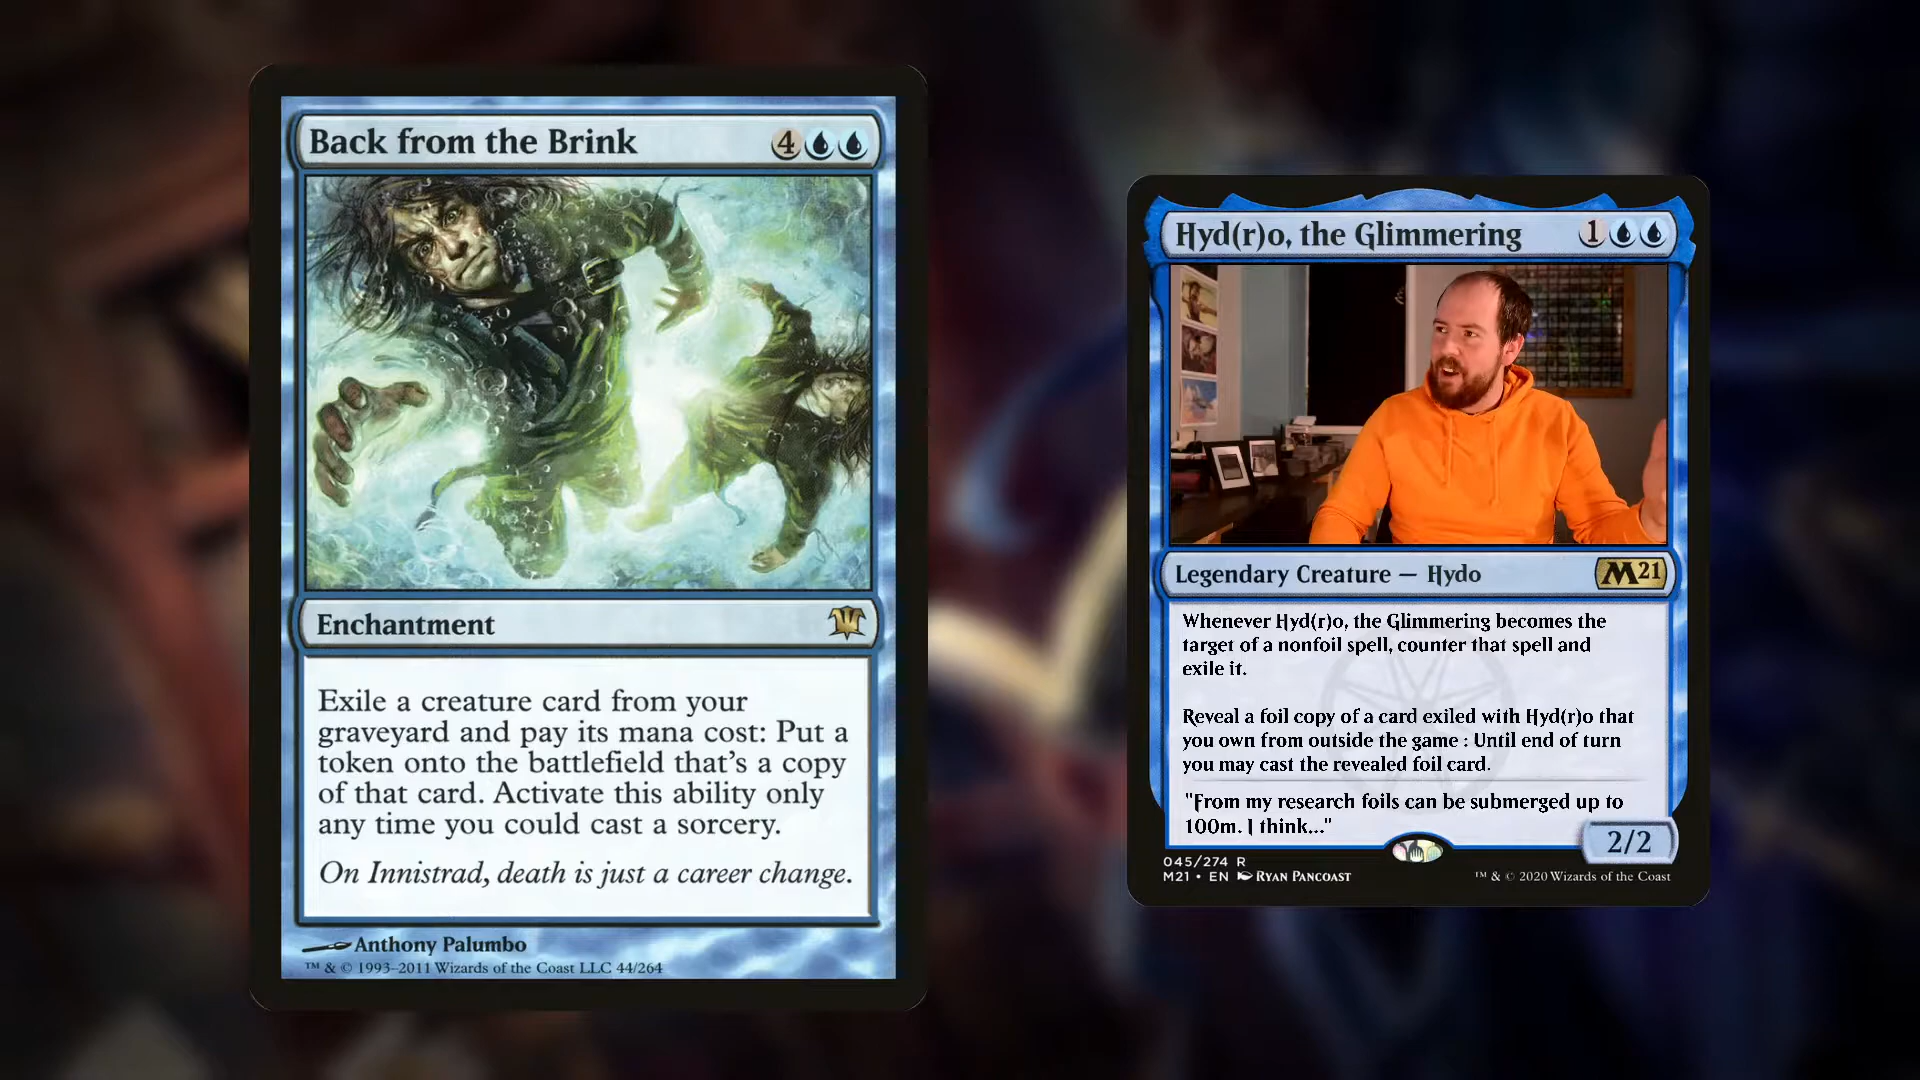 Back from the Brink 4
Enchantment
Exile a creature card from your
graveyard and pay its mana cost: Put a
token onto the battlefield that's a copy
of that card. Activate this ability only
any time you could cast a sorcery.
On Innistrad, death is just a career change.
Anthony Palumbo
™ & © 1993–2011 Wizards of the Coast LLC 44/264
Hyd(r)o, the Glimmering 1
Legendary Creature — Hydo M21
Whenever Hyd(r)o, the Glimmering becomes the
target of a nonfoil spell, counter that spell and
exile it.
Reveal a foil copy of a card exiled with Hyd(r)o that
you own from outside the game : Until end of turn
you may cast the revealed foil card.
"From my research foils can be submerged up to
100m. I think..."
2/2
045/274 R
M21 • EN Ryan Pancoast
™ & © 2020 Wizards of the Coast